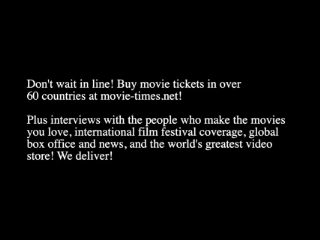 Don't wait in line! Buy movie tickets in over
60 countries at movie-times.net!
Plus interviews with the people who make the movies
you love, international film festival coverage, global
box office and news, and the world's greatest video
store! We deliver!